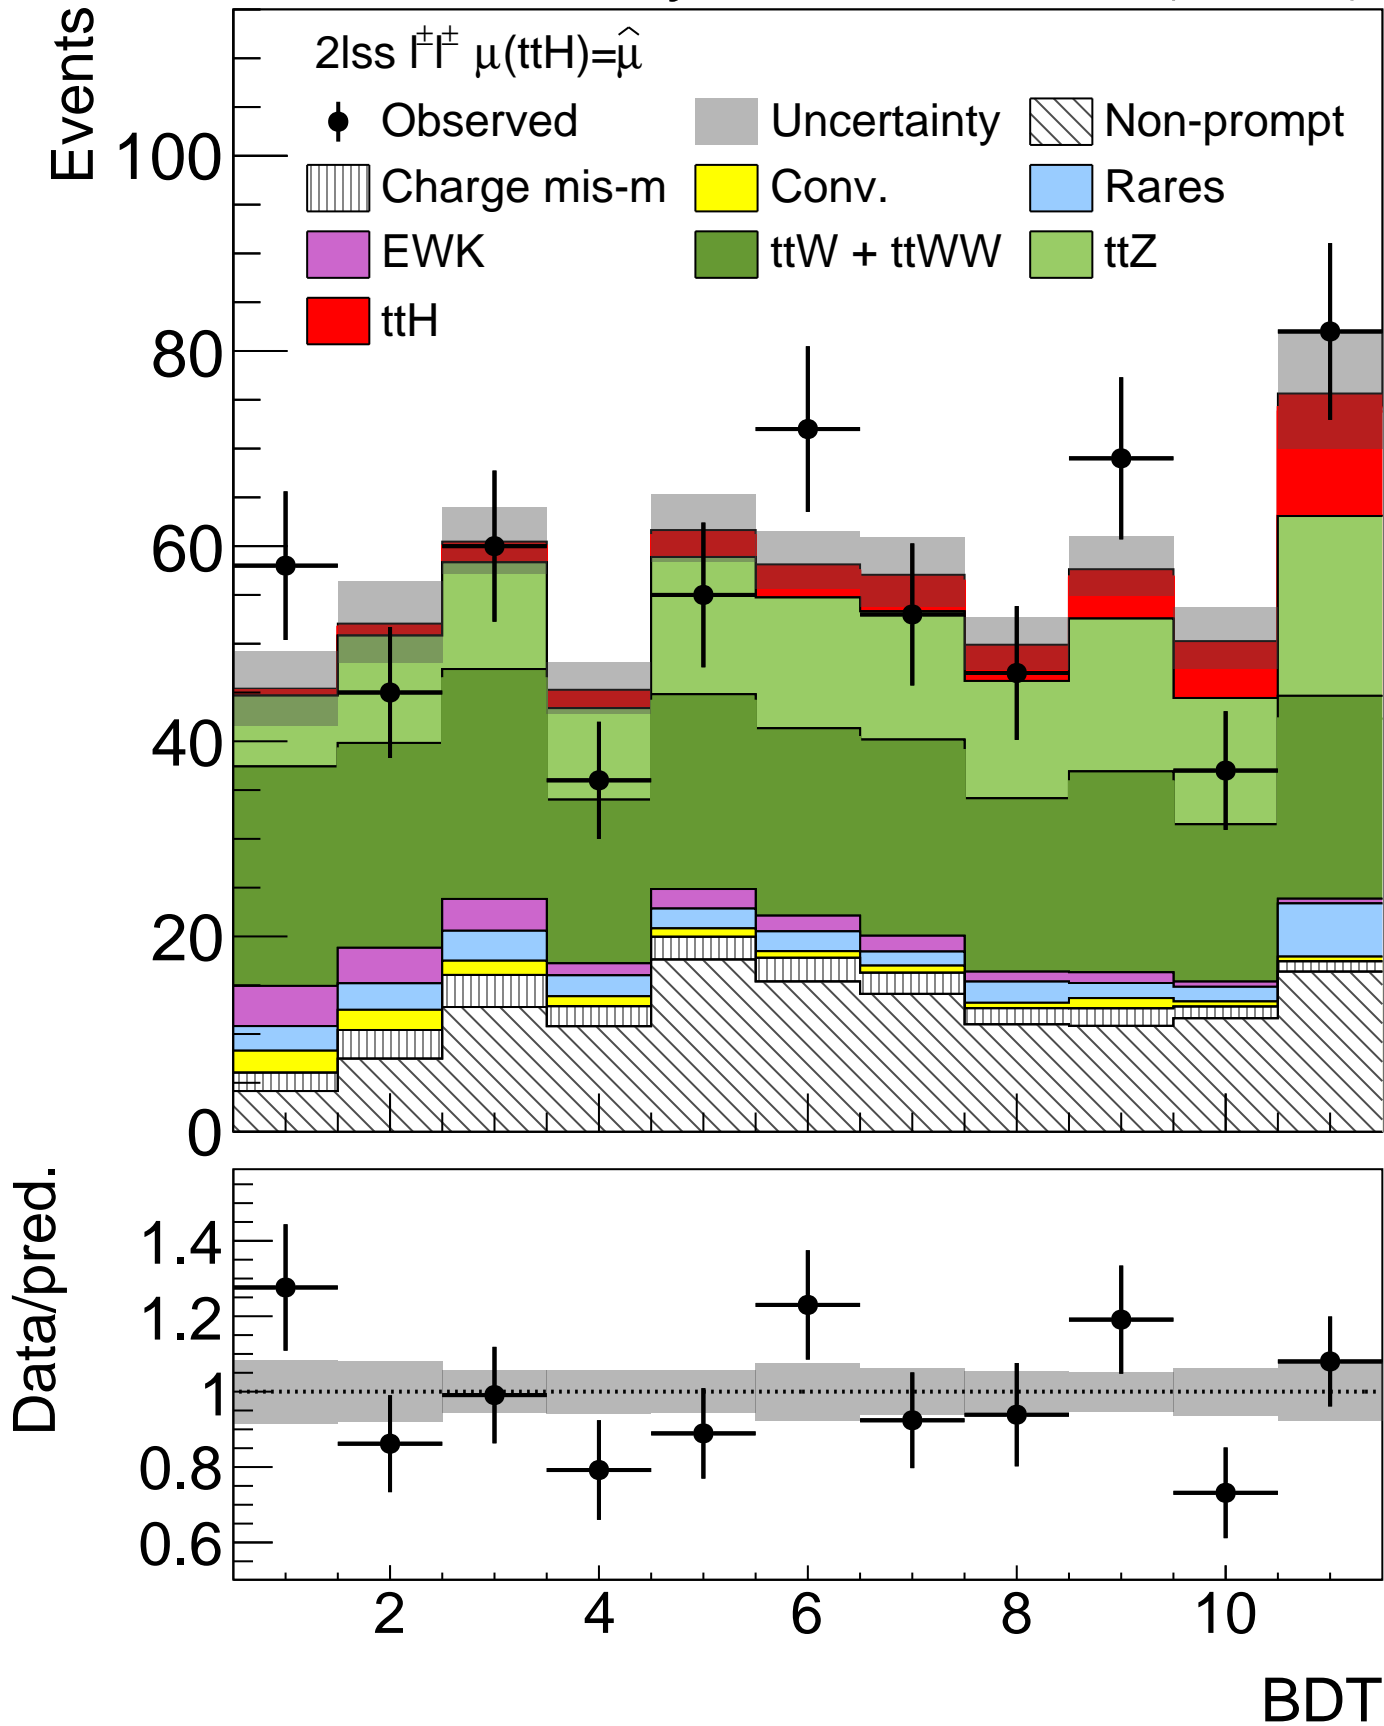 Events
2lss l±l± μ(ttH)=μ̂
Observed
Uncertainty
Non-prompt
Charge mis-m
Conv.
Rares
EWK
ttW + ttWW
ttZ
ttH
100
80
60
40
20
0
Data/pred.
1.4
1.2
1
0.8
0.6
2
4
6
8
10
BDT